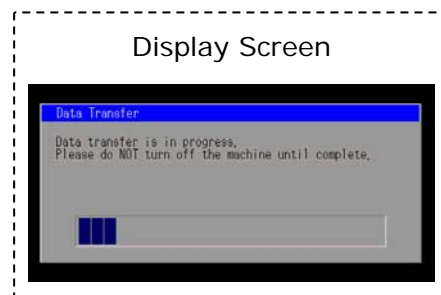 Display Screen
Data Transfer
Data transfer is in progress.
Please do NOT turn off the machine until complete.